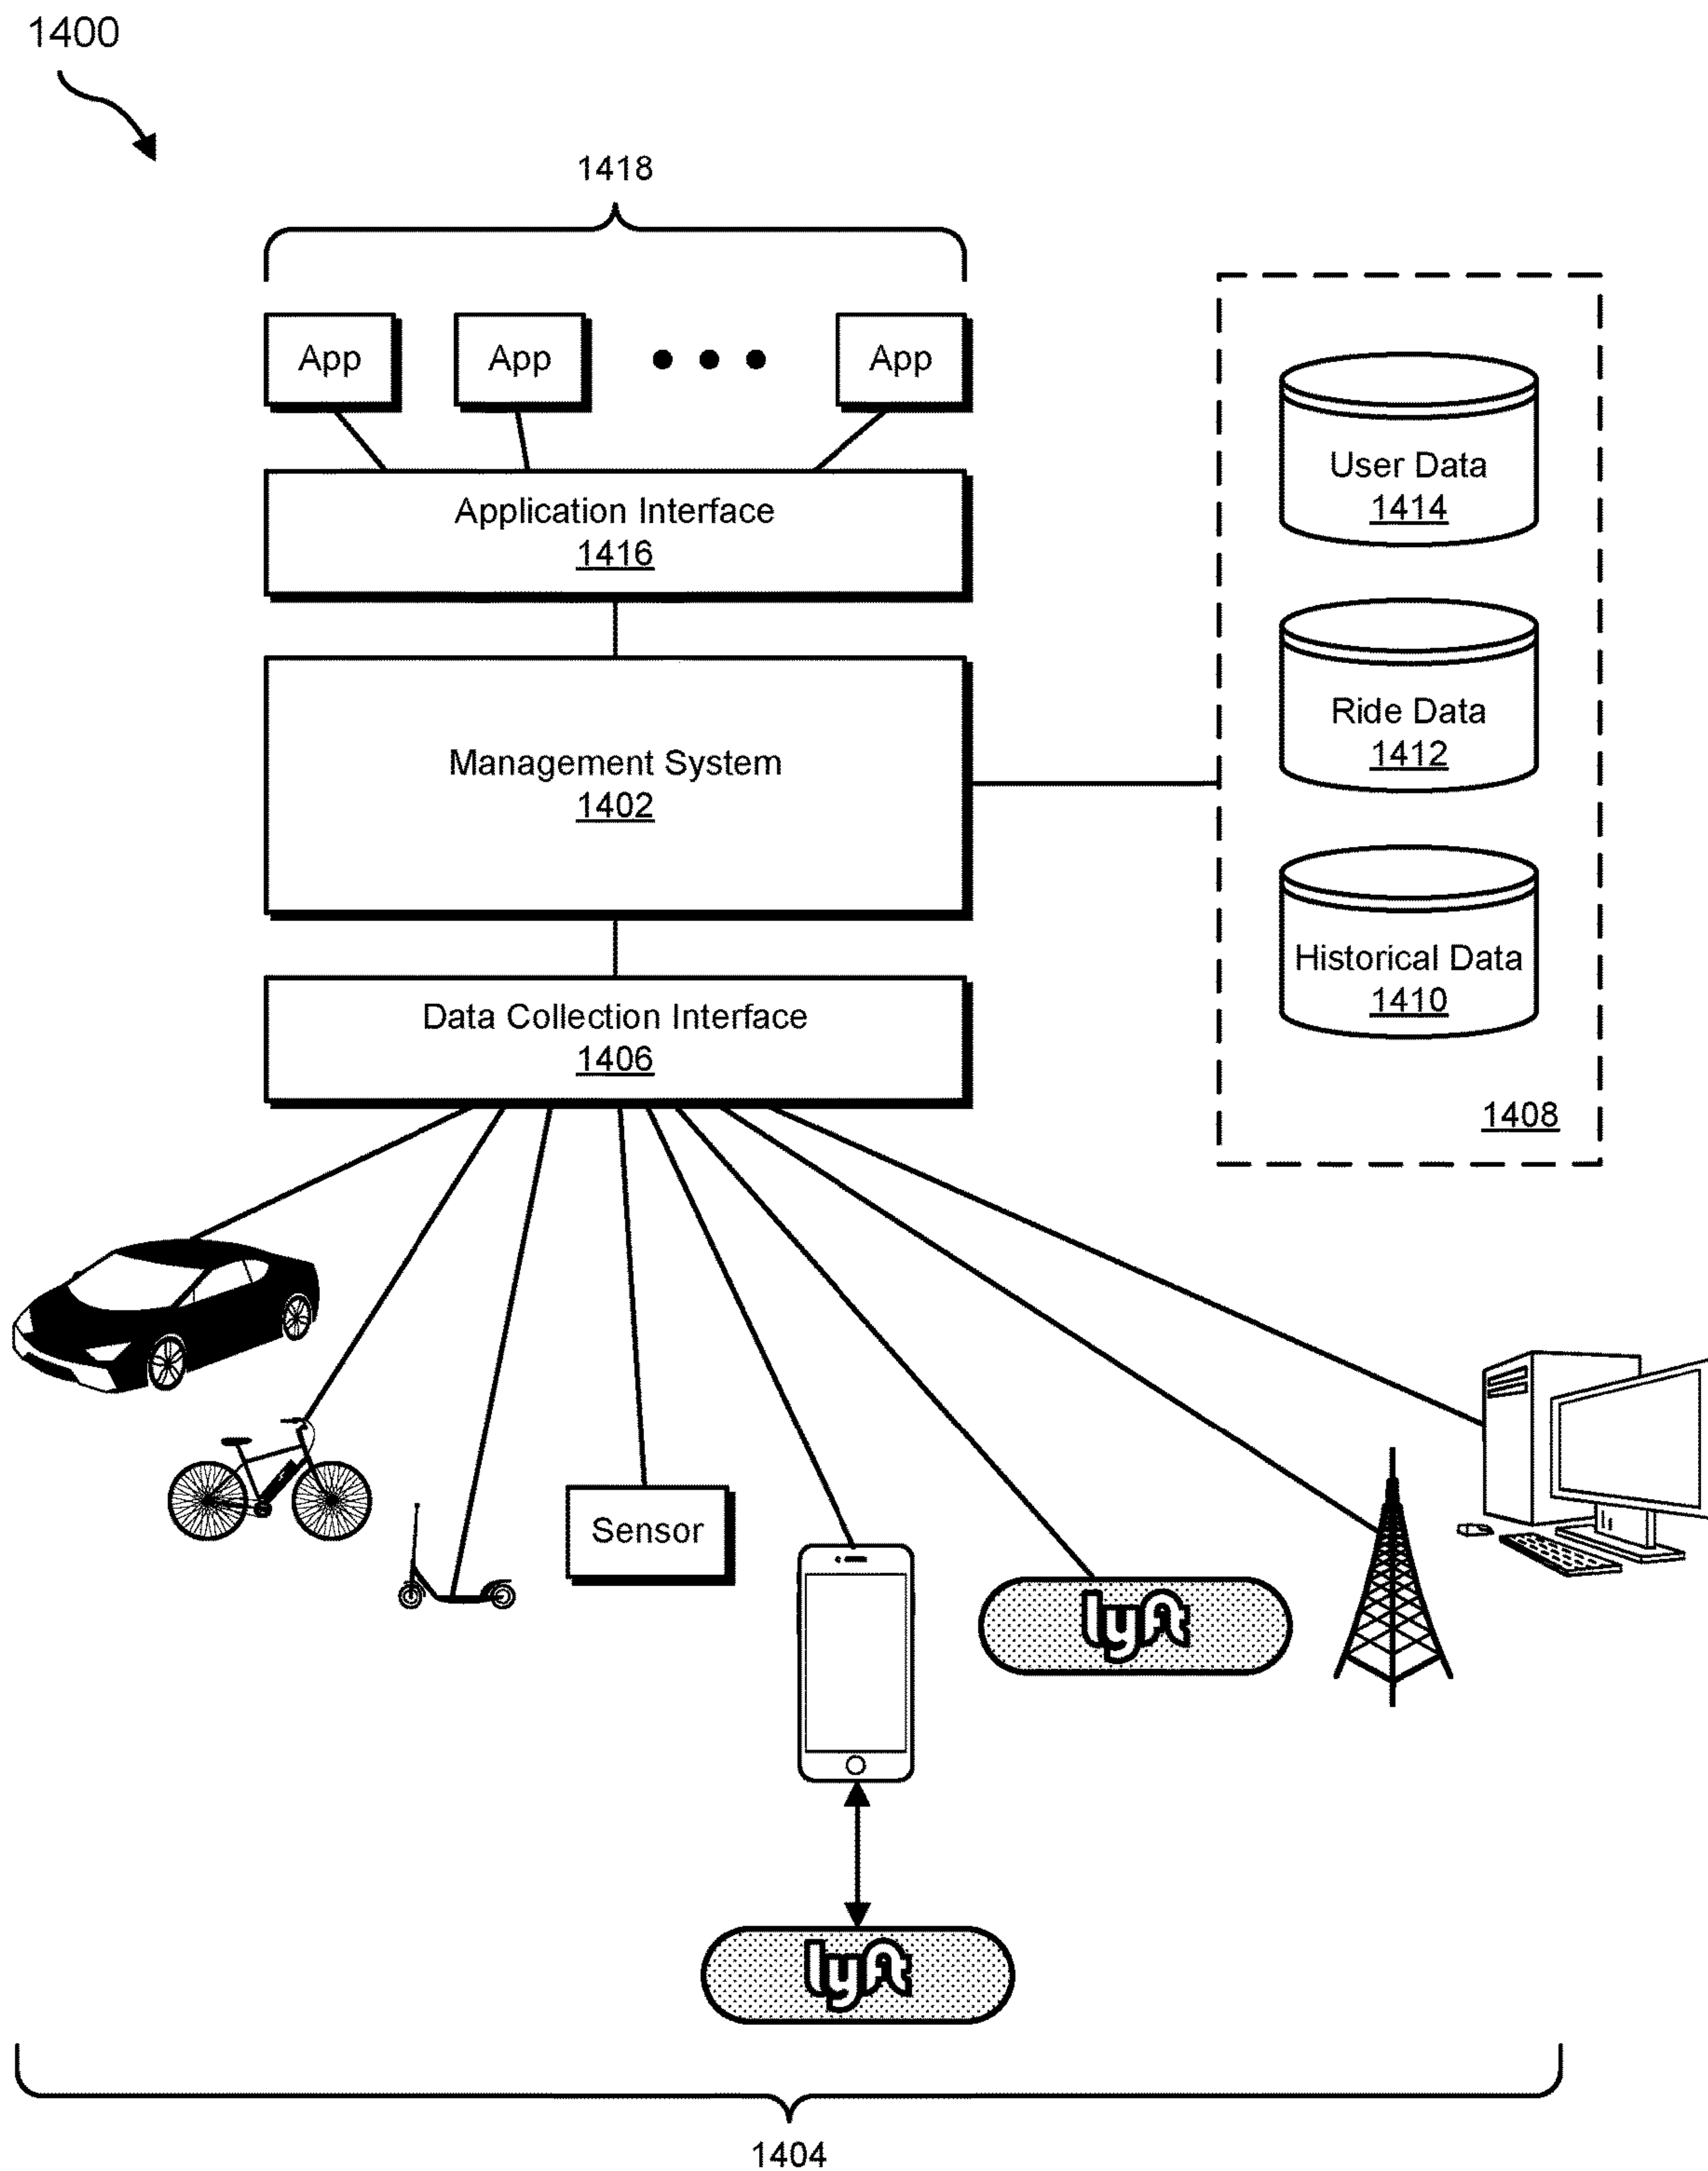 1400
1418
App
App
App
Application Interface
1416
Management System
1402
Data Collection Interface
1406
User Data
1414
Ride Data
1412
Historical Data
1410
1408
Sensor
lyft
lyft
1404